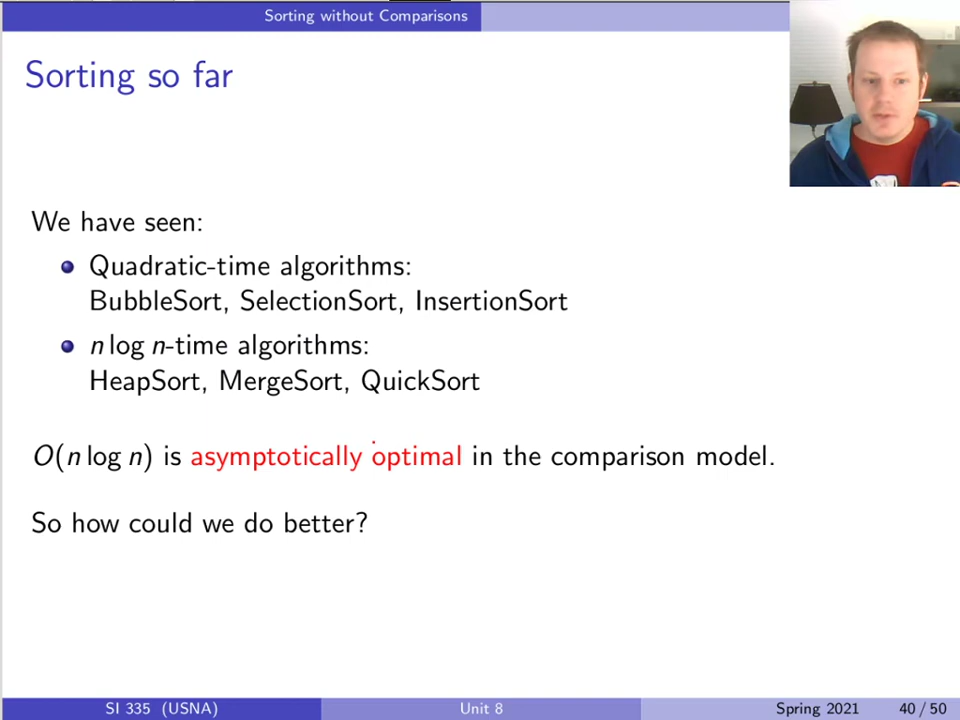 Sorting without Comparisons
Sorting so far
We have seen:
Quadratic-time algorithms:
BubbleSort, SelectionSort, InsertionSort
n log n-time algorithms:
HeapSort, MergeSort, QuickSort
O(n log n) is asymptotically optimal in the comparison model.
So how could we do better?
SI 335 (USNA) Unit 8 Spring 2021 40 / 50